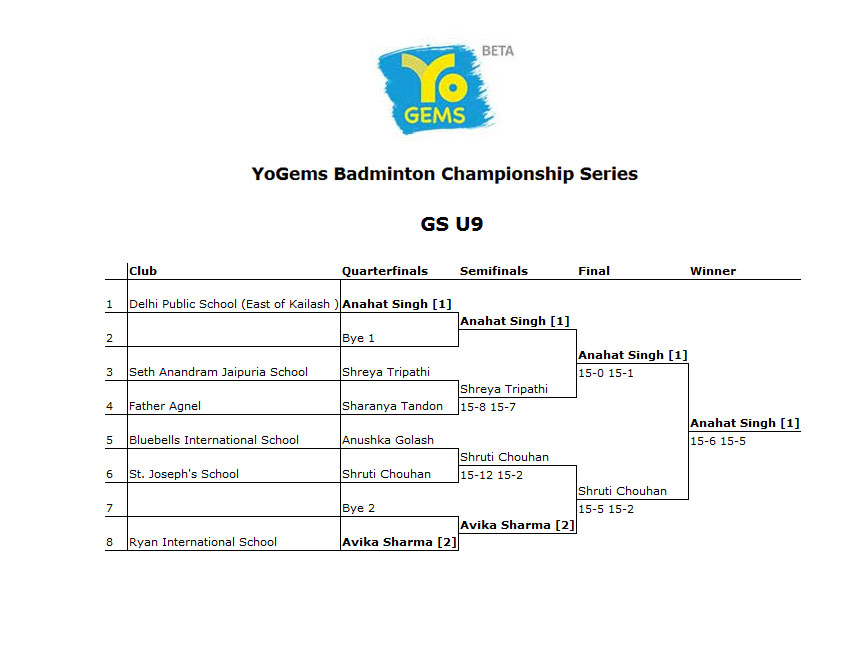 BETA
Yo
GEMS
YoGems Badminton Championship Series
GS U9
Club Quarterfinals Semifinals Final Winner
1 Delhi Public School (East of Kailash ) Anahat Singh [1]
Anahat Singh [1]
2 Bye 1
Anahat Singh [1]
3 Seth Anandram Jaipuria School Shreya Tripathi 15-0 15-1
Shreya Tripathi
4 Father Agnel Sharanya Tandon 15-8 15-7
Anahat Singh [1]
5 Bluebells International School Anushka Golash 15-6 15-5
Shruti Chouhan
6 St. Joseph's School Shruti Chouhan 15-12 15-2
Shruti Chouhan
7 Bye 2 15-5 15-2
Avika Sharma [2]
8 Ryan International School Avika Sharma [2]